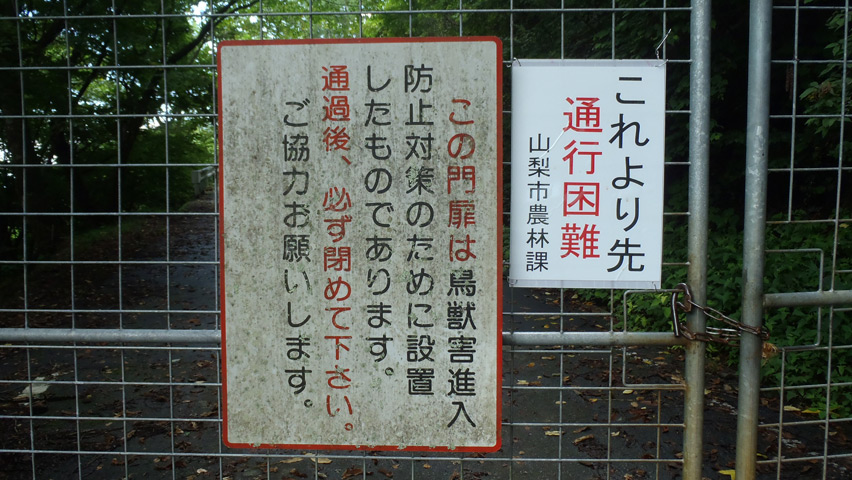 これより先
通行困難
山梨市農林課
この門扉は鳥獣害進入
防止対策のために設置
したものであります。
通過後、必ず閉めて下さい。
ご協力お願いします。